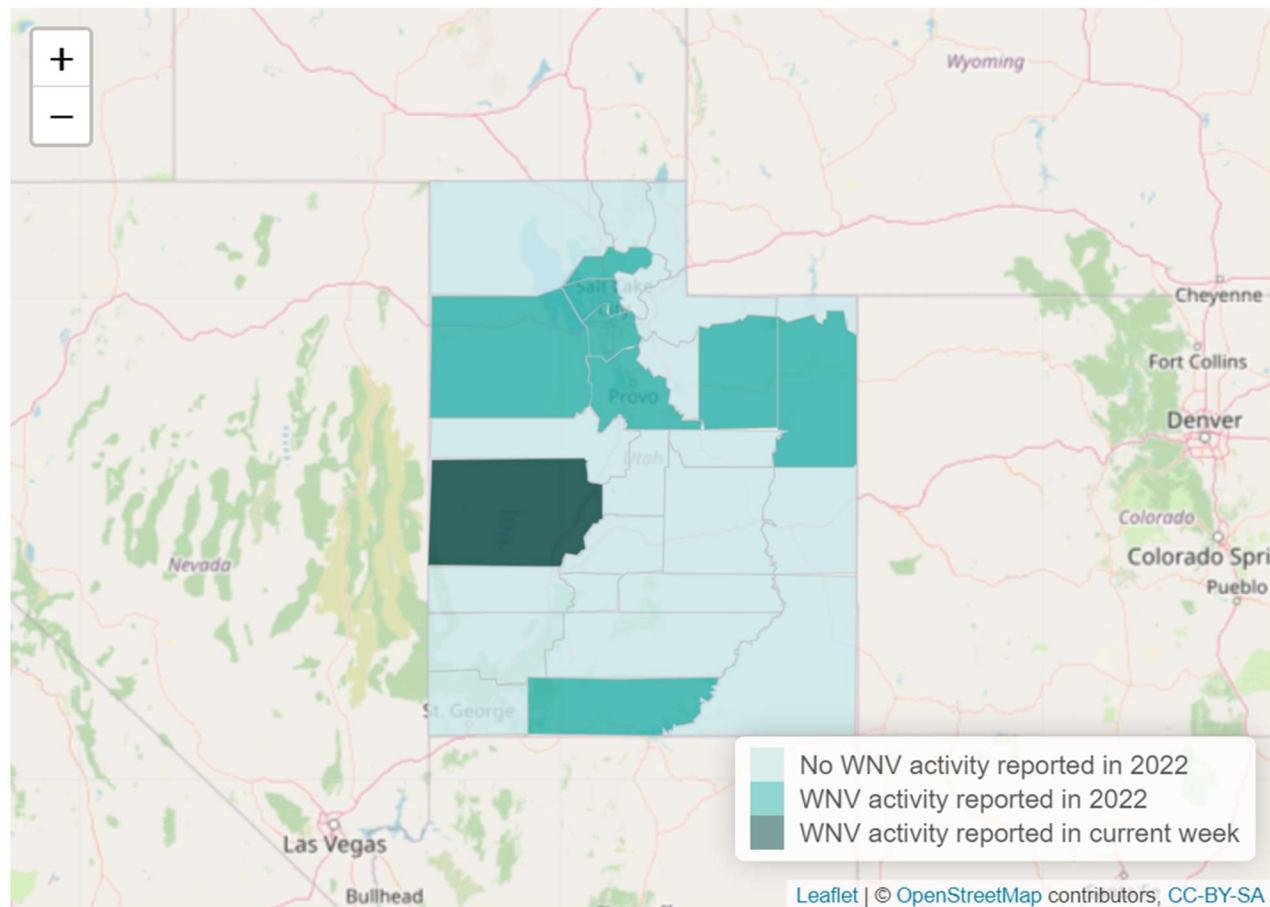 +
−
Wyoming
Salt Lake
Cheyenne
Fort Collins
Provo
Denver
Utah
Colorado
Colorado Spri
Nevada
Pueblo
St. George
No WNV activity reported in 2022
WNV activity reported in 2022
WNV activity reported in current week
Las Vegas
Bullhead
Leaflet | © OpenStreetMap contributors, CC-BY-SA